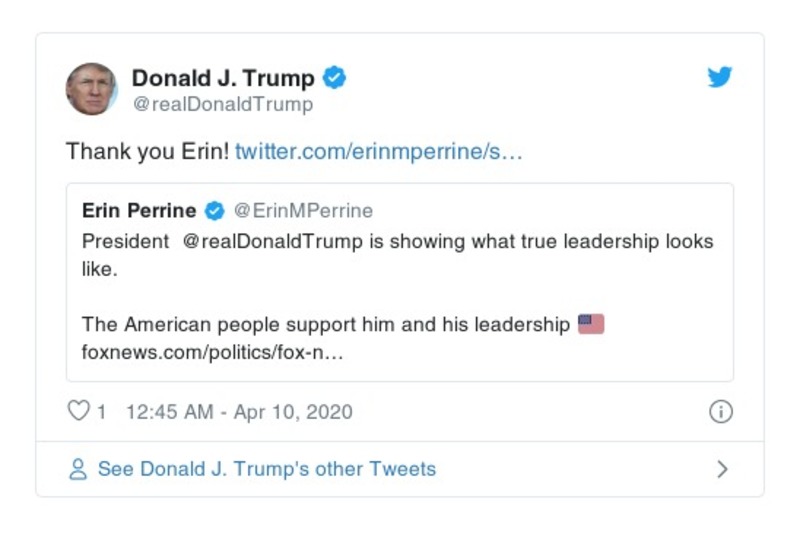 Donald J. Trump
@realDonaldTrump
Thank you Erin! twitter.com/erinmperrine/s…
Erin Perrine @ErinMPerrine
President @realDonaldTrump is showing what true leadership looks
like.
The American people support him and his leadership 🇺🇸
foxnews.com/politics/fox-n…
1 12:45 AM - Apr 10, 2020
See Donald J. Trump's other Tweets